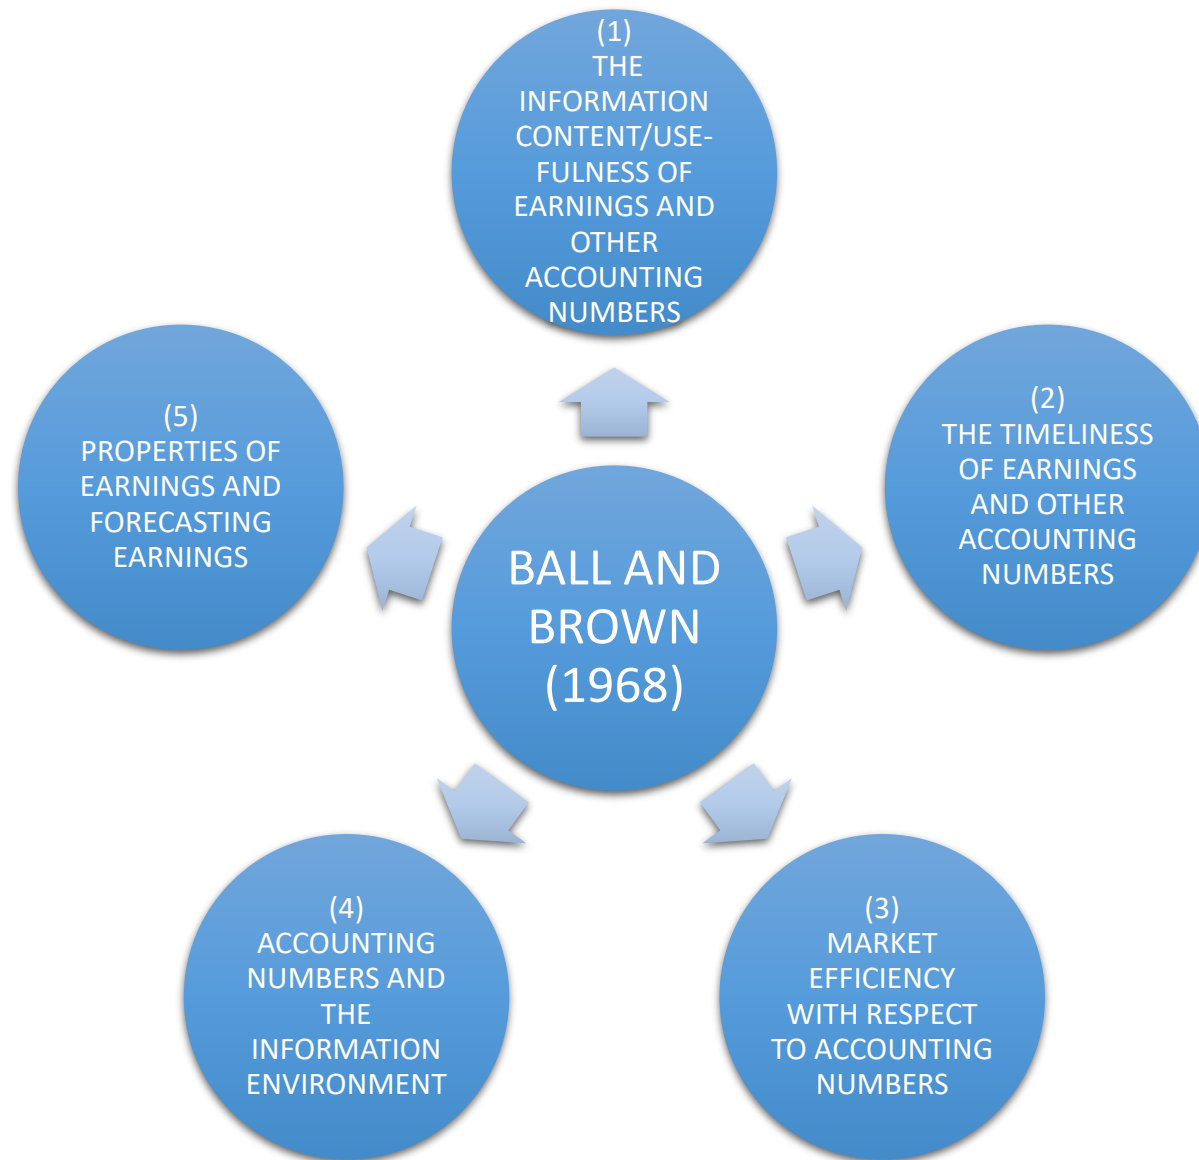 (1)
THE
INFORMATION
CONTENT/USE-
FULNESS OF
EARNINGS AND
OTHER
ACCOUNTING
NUMBERS
(2)
THE TIMELINESS
OF EARNINGS
AND OTHER
ACCOUNTING
NUMBERS
(3)
MARKET
EFFICIENCY
WITH RESPECT
TO ACCOUNTING
NUMBERS
(4)
ACCOUNTING
NUMBERS AND
THE
INFORMATION
ENVIRONMENT
(5)
PROPERTIES OF
EARNINGS AND
FORECASTING
EARNINGS
BALL AND
BROWN
(1968)